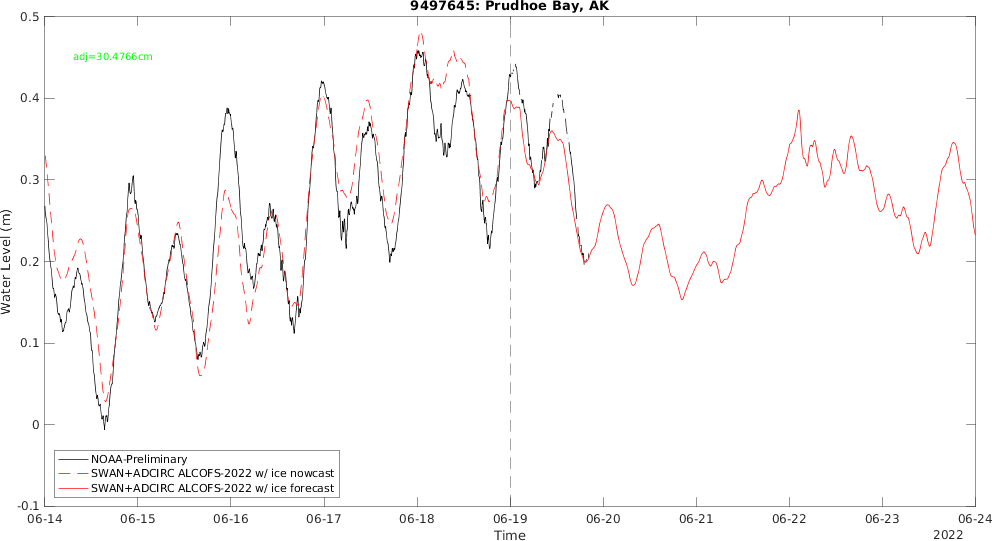 9497645: Prudhoe Bay, AK
adj=30.4766cm
0.5
0.4
0.3
0.2
0.1
0
-0.1
Water Level (m)
NOAA-Preliminary
SWAN+ADCIRC ALCOFS-2022 w/ ice nowcast
SWAN+ADCIRC ALCOFS-2022 w/ ice forecast
06-14 06-15 06-16 06-17 06-18 06-19 06-20 06-21 06-22 06-23 06-24
Time
2022